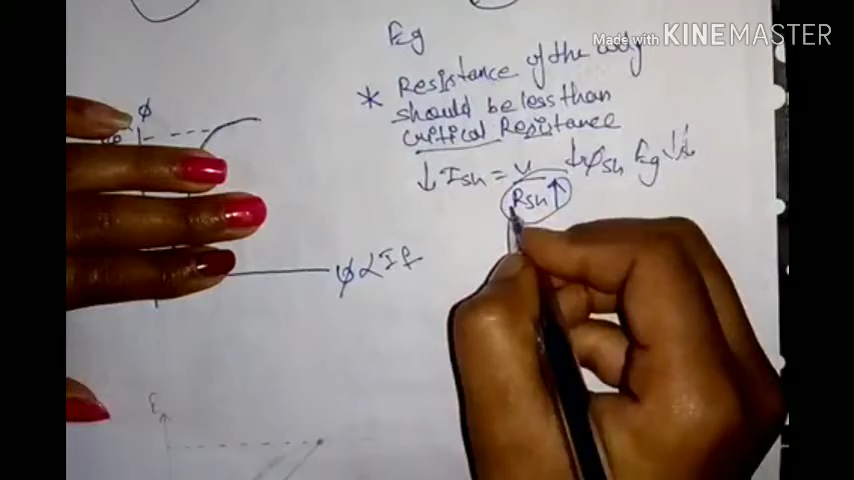 Eg
Made with KINEMASTER
* Resistance of the
should be less than
critical Resistance
↓ Ish = V
Rsh ↑
↓ φsh Eg ↓
φ
φ α If
E